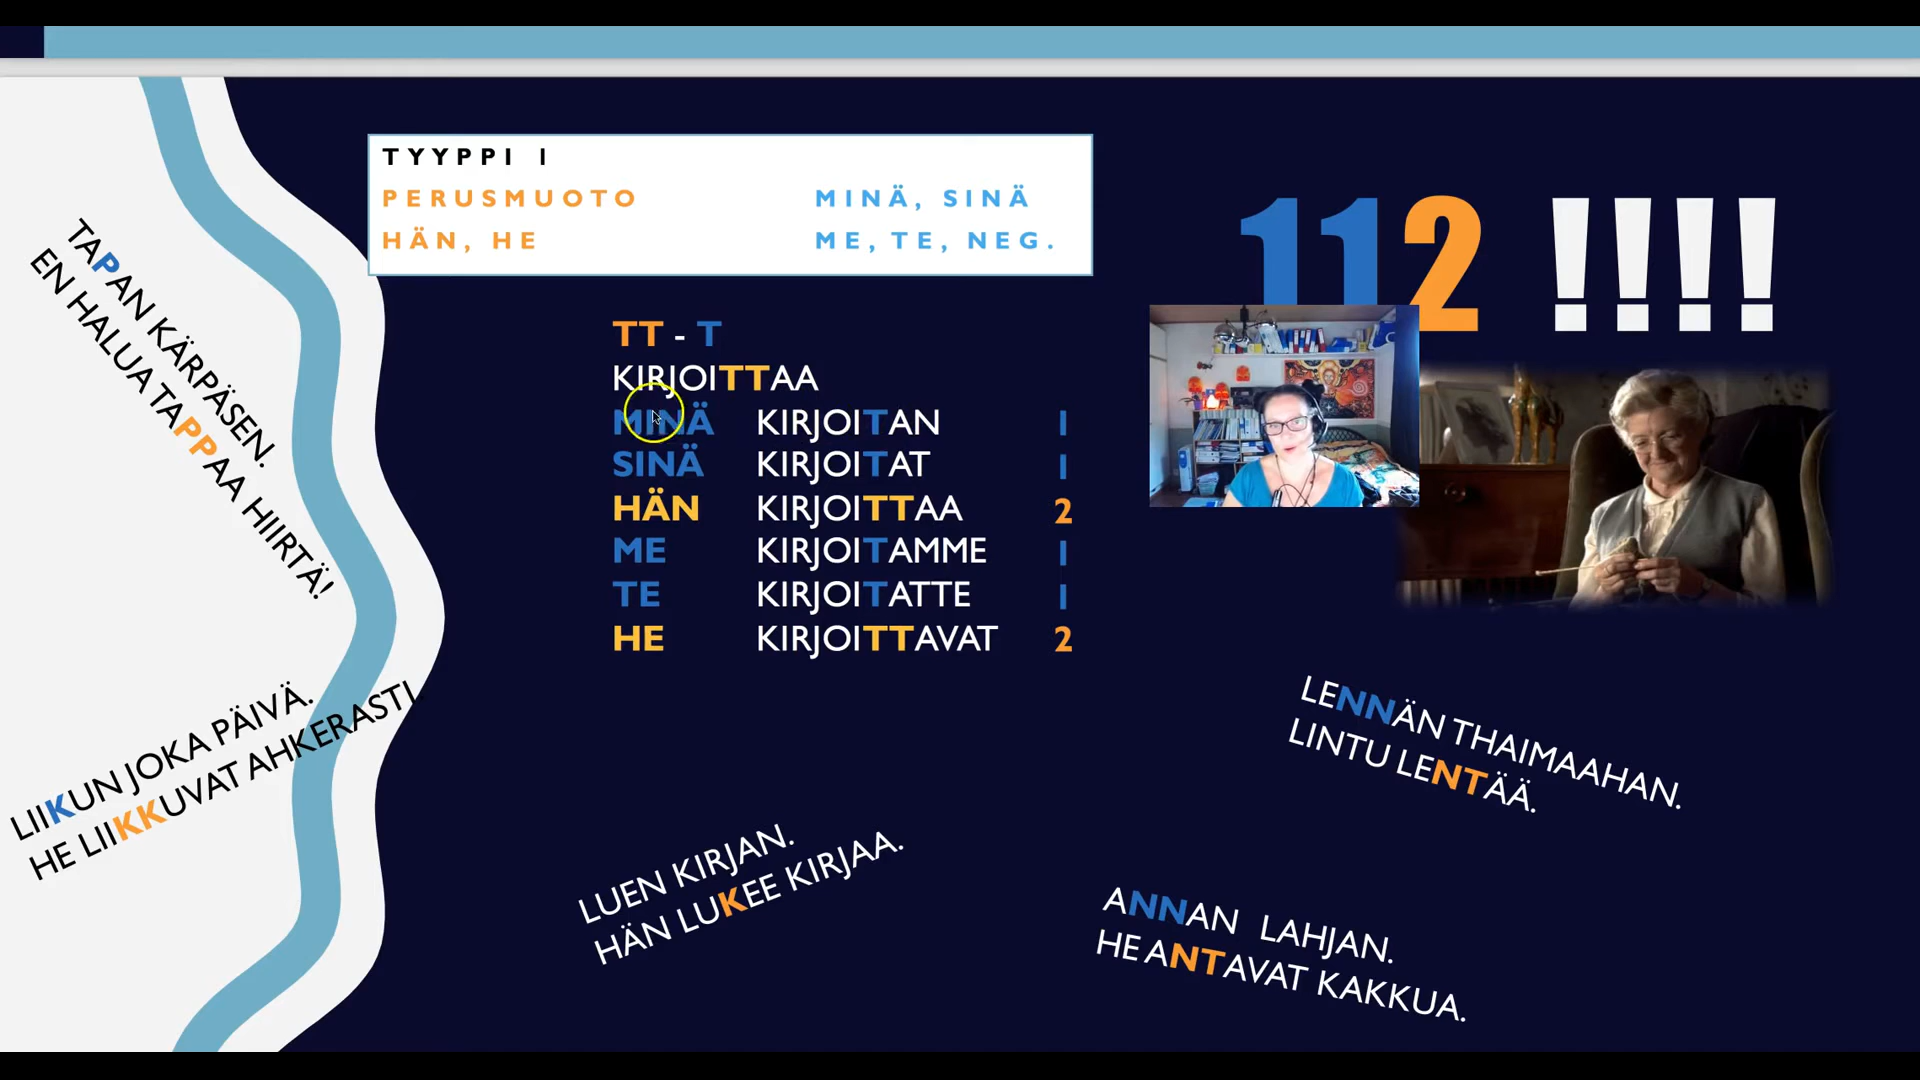 TYYPPI 1
PERUSMUOTO MINÄ, SINÄ
HÄN, HE ME, TE, NEG.
112 !!!!
TAPAN KÄRPÄSEN.
EN HALUA TAPPAA HIIRTÄ!
TT - T
KIRJOITTAA
MINÄ KIRJOITAN 1
SINÄ KIRJOITAT 1
HÄN KIRJOITTAA 2
ME KIRJOITAMME 1
TE KIRJOITATTE 1
HE KIRJOITTAVAT 2
LIIKUN JOKA PÄIVÄ.
HE LIIKKUVAT AHKERASTI.
LENNÄN THAIMAAHAN.
LINTU LENTÄÄ.
LUEN KIRJAN.
HÄN LUKEE KIRJAA.
ANNAN LAHJAN.
HE ANTAVAT KAKKUA.